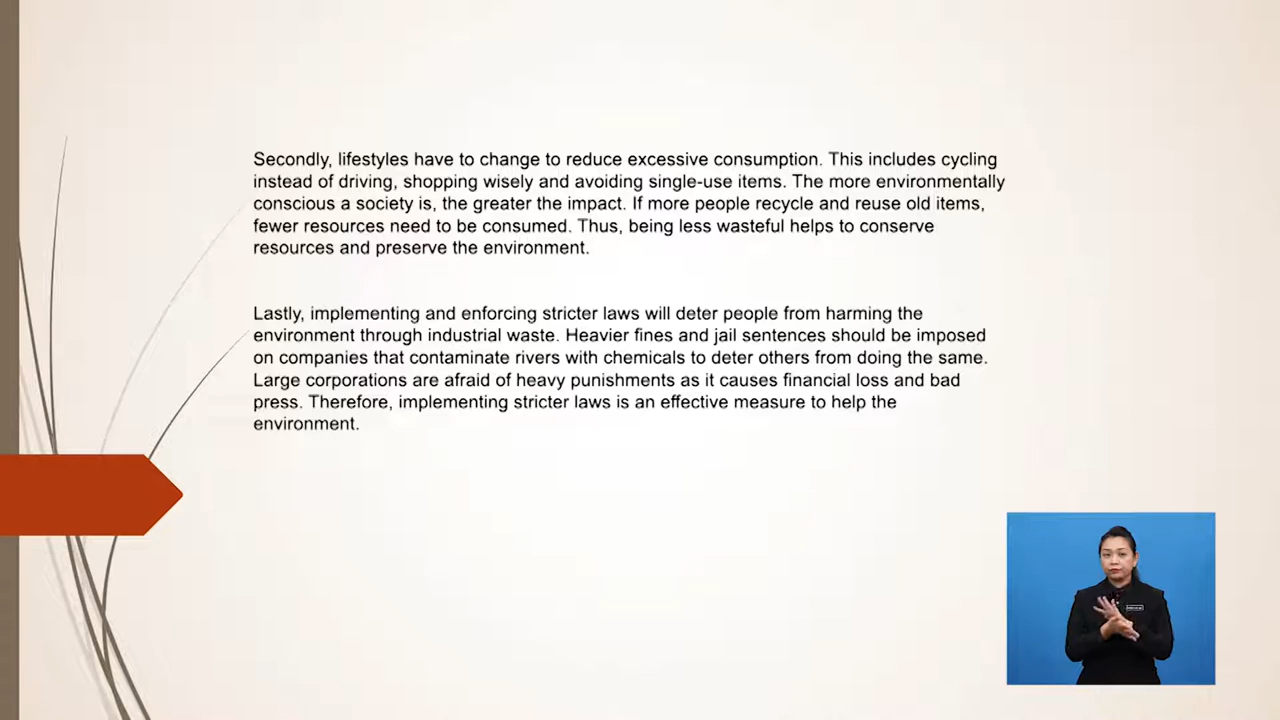 Secondly, lifestyles have to change to reduce excessive consumption. This includes cycling
instead of driving, shopping wisely and avoiding single-use items. The more environmentally
conscious a society is, the greater the impact. If more people recycle and reuse old items,
fewer resources need to be consumed. Thus, being less wasteful helps to conserve
resources and preserve the environment.
Lastly, implementing and enforcing stricter laws will deter people from harming the
environment through industrial waste. Heavier fines and jail sentences should be imposed
on companies that contaminate rivers with chemicals to deter others from doing the same.
Large corporations are afraid of heavy punishments as it causes financial loss and bad
press. Therefore, implementing stricter laws is an effective measure to help the
environment.